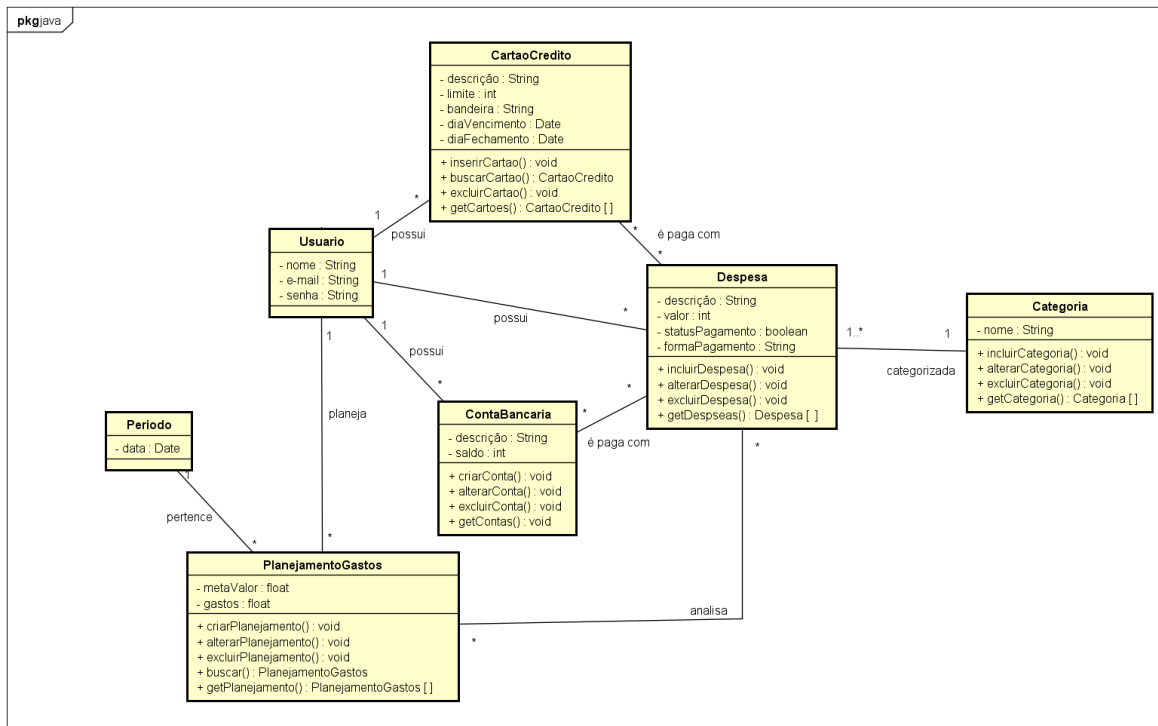 pkg java
CartaoCredito
- descrição : String
- limite : int
- bandeira : String
- diaVencimento : Date
- diaFechamento : Date
+ inserirCartao() : void
+ buscarCartao() : CartaoCredito
+ excluirCartao() : void
+ getCartoes() : CartaoCredito [ ]
1
*
possui
*
é paga com
*
Usuario
- nome : String
- e-mail : String
- senha : String
1
*
possui
1
possui
*
1
planeja
*
Despesa
- descrição : String
- valor : int
- statusPagamento : boolean
- formaPagamento : String
+ incluirDespesa() : void
+ alterarDespesa() : void
+ excluirDespesa() : void
+ getDespseas() : Despesa [ ]
1..*
1
categorizada
Categoria
- nome : String
+ incluirCategoria() : void
+ alterarCategoria() : void
+ excluirCategoria() : void
+ getCategoria() : Categoria [ ]
ContaBancaria
- descrição : String
- saldo : int
+ criarConta() : void
+ alterarConta() : void
+ excluirConta() : void
+ getContas() : void
*
*
é paga com
Periodo
- data : Date
1
pertence
*
PlanejamentoGastos
- metaValor : float
- gastos : float
+ criarPlanejamento() : void
+ alterarPlanejamento() : void
+ excluirPlanejamento() : void
+ buscar() : PlanejamentoGastos
+ getPlanejamento() : PlanejamentoGastos [ ]
*
analisa
*